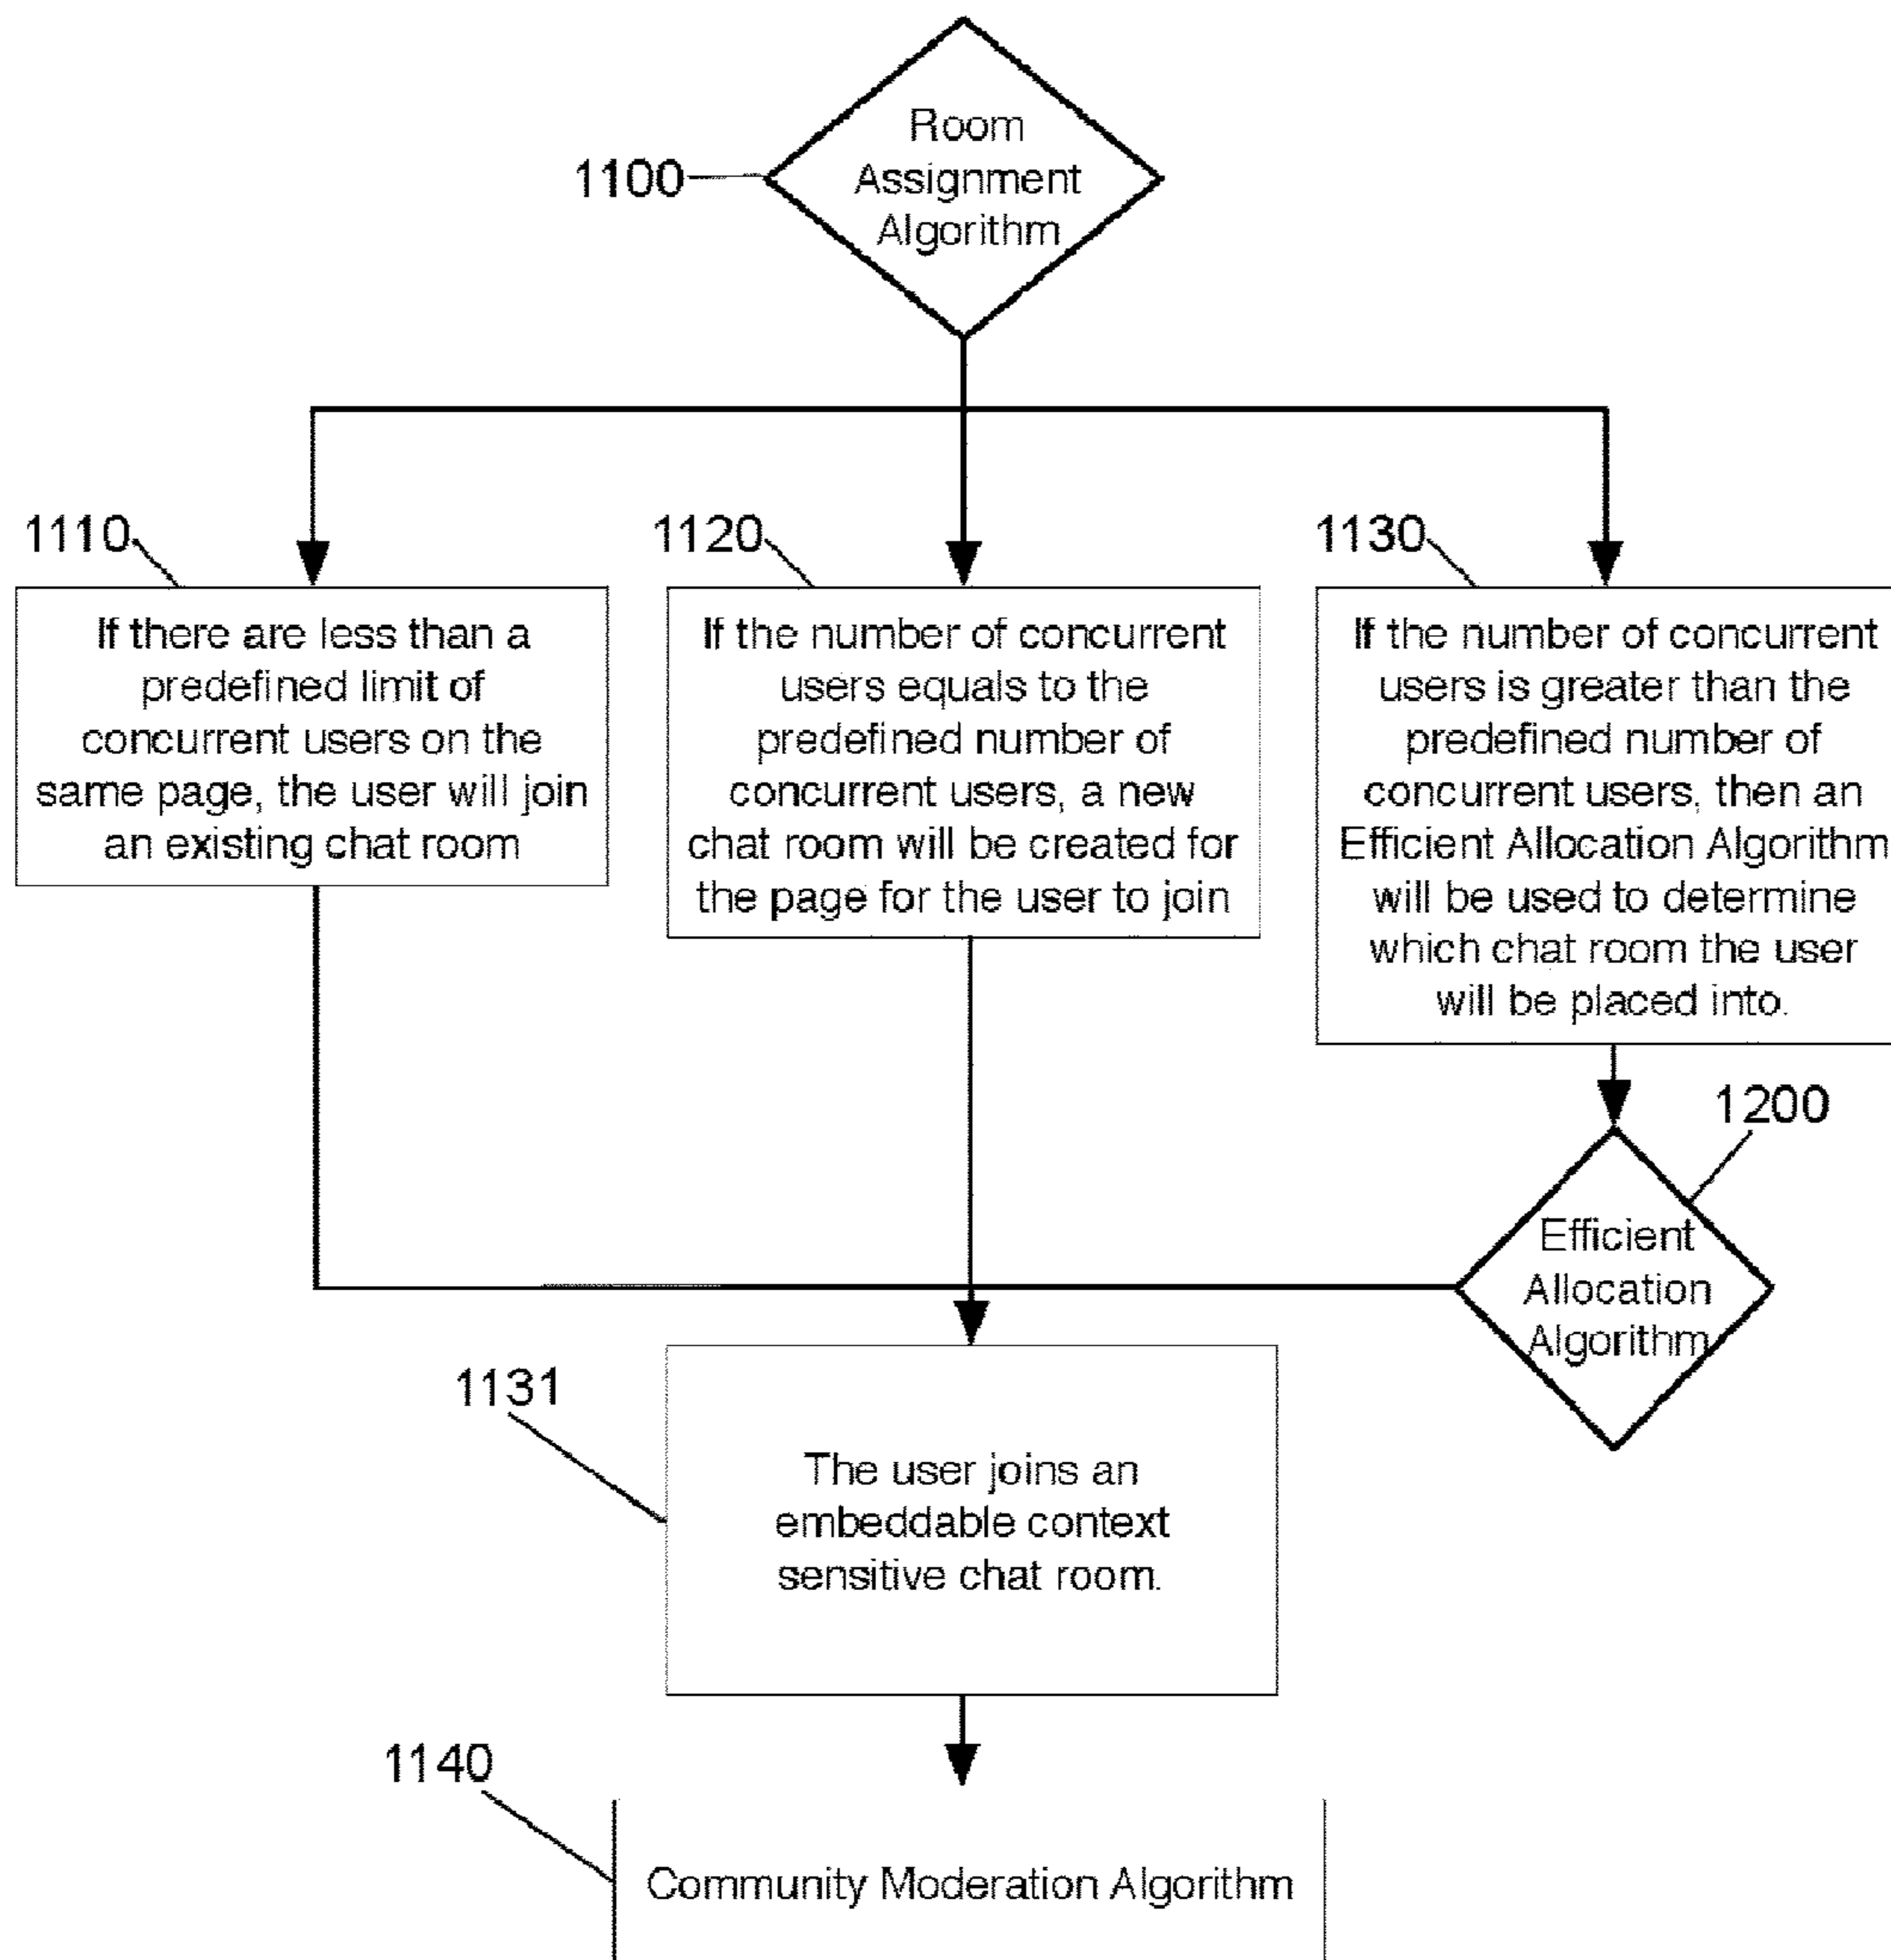 Room
Assignment
Algorithm
1100
1110
If there are less than a
predefined limit of
concurrent users on the
same page, the user will join
an existing chat room
1120
If the number of concurrent
users equals to the
predefined number of
concurrent users, a new
chat room will be created for
the page for the user to join
1130
If the number of concurrent
users is greater than the
predefined number of
concurrent users, then an
Efficient Allocation Algorithm
will be used to determine
which chat room the user
will be placed into.
1200
Efficient
Allocation
Algorithm
1131
The user joins an
embeddable context
sensitive chat room.
1140
Community Moderation Algorithm